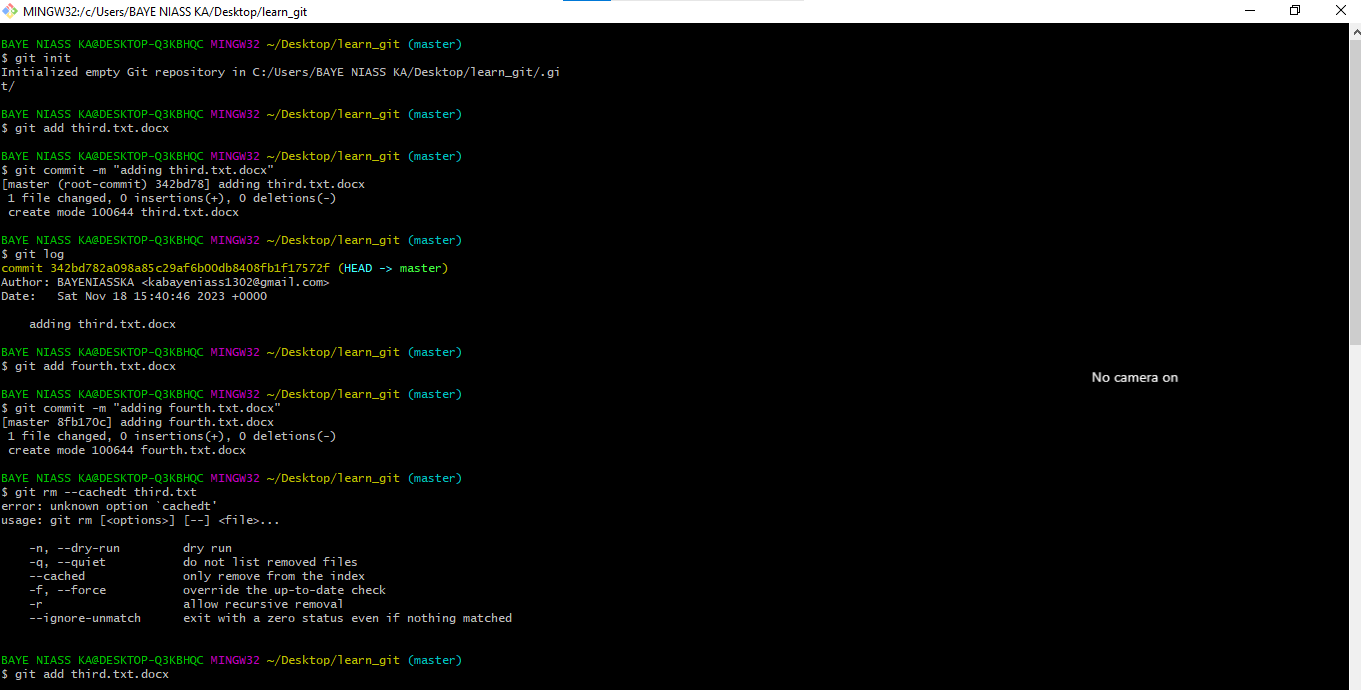 MINGW32:/c/Users/BAYE NIASS KA/Desktop/learn_git
BAYE NIASS KA@DESKTOP-Q3KBHQC MINGW32 ~/Desktop/learn_git (master)
$ git init
Initialized empty Git repository in C:/Users/BAYE NIASS KA/Desktop/learn_git/.gi
t/
BAYE NIASS KA@DESKTOP-Q3KBHQC MINGW32 ~/Desktop/learn_git (master)
$ git add third.txt.docx
BAYE NIASS KA@DESKTOP-Q3KBHQC MINGW32 ~/Desktop/learn_git (master)
$ git commit -m "adding third.txt.docx"
[master (root-commit) 342bd78] adding third.txt.docx
 1 file changed, 0 insertions(+), 0 deletions(-)
 create mode 100644 third.txt.docx
BAYE NIASS KA@DESKTOP-Q3KBHQC MINGW32 ~/Desktop/learn_git (master)
$ git log
commit 342bd782a098a85c29af6b00db8408fb1f17572f (HEAD -> master)
Author: BAYENIASSKA <kabayeniass1302@gmail.com>
Date:   Sat Nov 18 15:40:46 2023 +0000
    adding third.txt.docx
BAYE NIASS KA@DESKTOP-Q3KBHQC MINGW32 ~/Desktop/learn_git (master)
$ git add fourth.txt.docx
No camera on
BAYE NIASS KA@DESKTOP-Q3KBHQC MINGW32 ~/Desktop/learn_git (master)
$ git commit -m "adding fourth.txt.docx"
[master 8fb170c] adding fourth.txt.docx
 1 file changed, 0 insertions(+), 0 deletions(-)
 create mode 100644 fourth.txt.docx
BAYE NIASS KA@DESKTOP-Q3KBHQC MINGW32 ~/Desktop/learn_git (master)
$ git rm --cachedt third.txt
error: unknown option `cachedt'
usage: git rm [<options>] [--] <file>...
    -n, --dry-run         dry run
    -q, --quiet           do not list removed files
    --cached              only remove from the index
    -f, --force           override the up-to-date check
    -r                    allow recursive removal
    --ignore-unmatch      exit with a zero status even if nothing matched
BAYE NIASS KA@DESKTOP-Q3KBHQC MINGW32 ~/Desktop/learn_git (master)
$ git add third.txt.docx